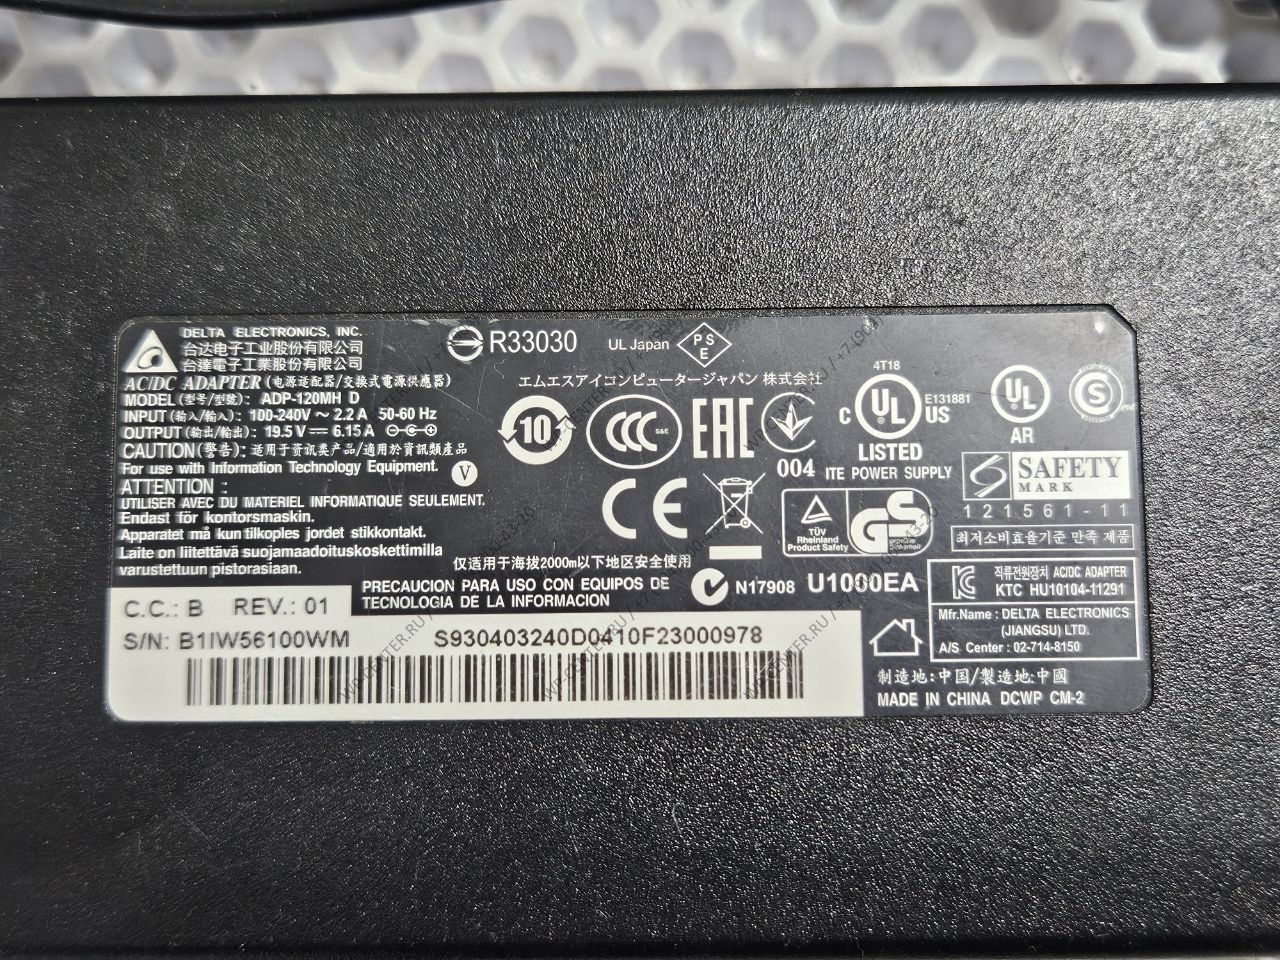 DELTA ELECTRONICS, INC.
台达电子工业股份有限公司
台達電子工業股份有限公司
AC/DC ADAPTER (电源适配器/交換式電源供應器)
MODEL (型号/型號): ADP-120MH D
INPUT (输入/輸入): 100-240V ~ 2.2 A 50-60 Hz
OUTPUT (输出/輸出): 19.5 V ⎓ 6.15 A
CAUTION (警告): 适用于资讯类产品/適用於資訊類產品
For use with Information Technology Equipment.
V
ATTENTION :
UTILISER AVEC DU MATERIEL INFORMATIQUE SEULEMENT.
Endast för kontorsmaskin.
Apparatet må kun tilkoples jordet stikkontakt.
Laite on liitettävä suojamaadoituskoskettimilla
varustettuun pistorasiaan.
R33030
UL Japan
PSE
エムエスアイコンピュータージャパン 株式会社
10
CCC S&E
EAC
004
4T18
C UL US
E131881
LISTED
ITE POWER SUPPLY
UL
AR
S
CE
TÜV
Rheinland
Product Safety
GS
geprüfte
Sicherheit
SAFETY
MARK
121561-11
최저소비효율기준 만족 제품
仅适用于海拔2000m以下地区安全使用
PRECAUCION PARA USO CON EQUIPOS DE
TECNOLOGIA DE LA INFORMACION
N17908
U1000EA
직류전원장치 AC/DC ADAPTER
KTC HU10104-11291
Mfr.Name : DELTA ELECTRONICS
(JIANGSU) LTD.
A/S Center : 02-714-8150
制造地:中国/製造地:中國
MADE IN CHINA DCWP CM-2
C.C.: B REV.: 01
S/N: B1IW56100WM S930403240D0410F23000978